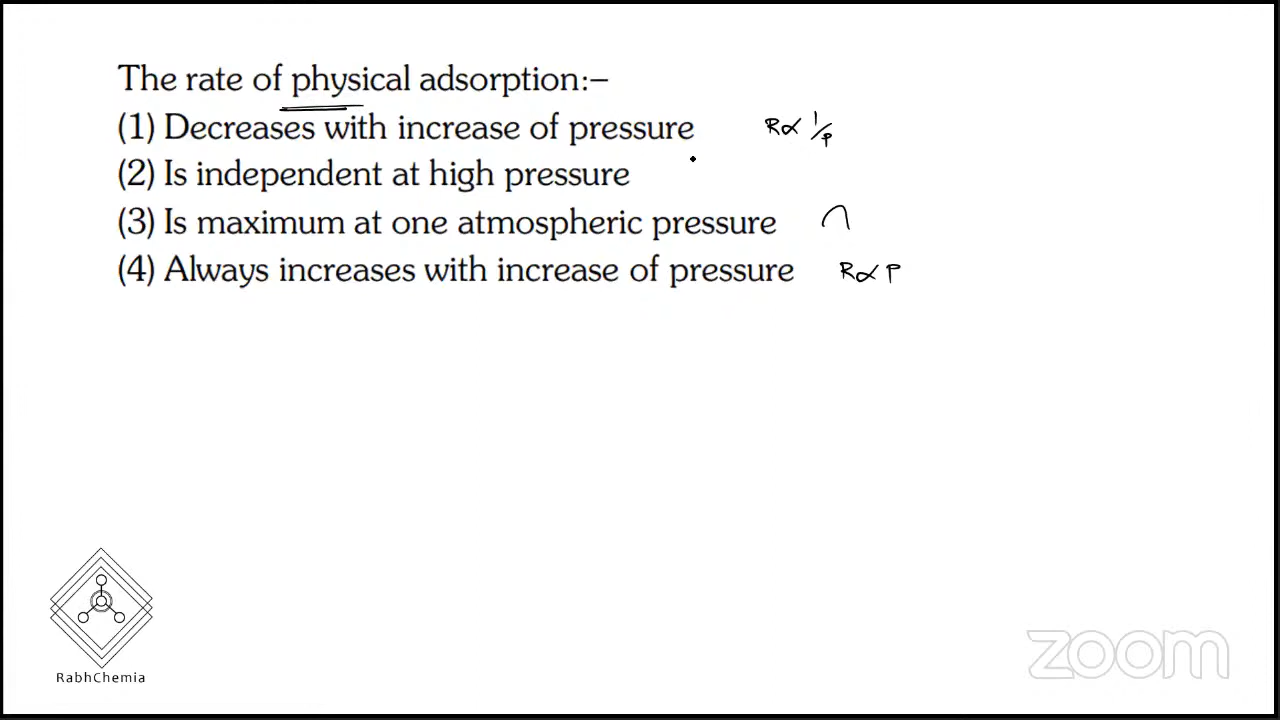 The rate of physical adsorption:–
(1) Decreases with increase of pressure R∝ 1/P
(2) Is independent at high pressure
(3) Is maximum at one atmospheric pressure
(4) Always increases with increase of pressure R∝ P
RabhChemia
zoom